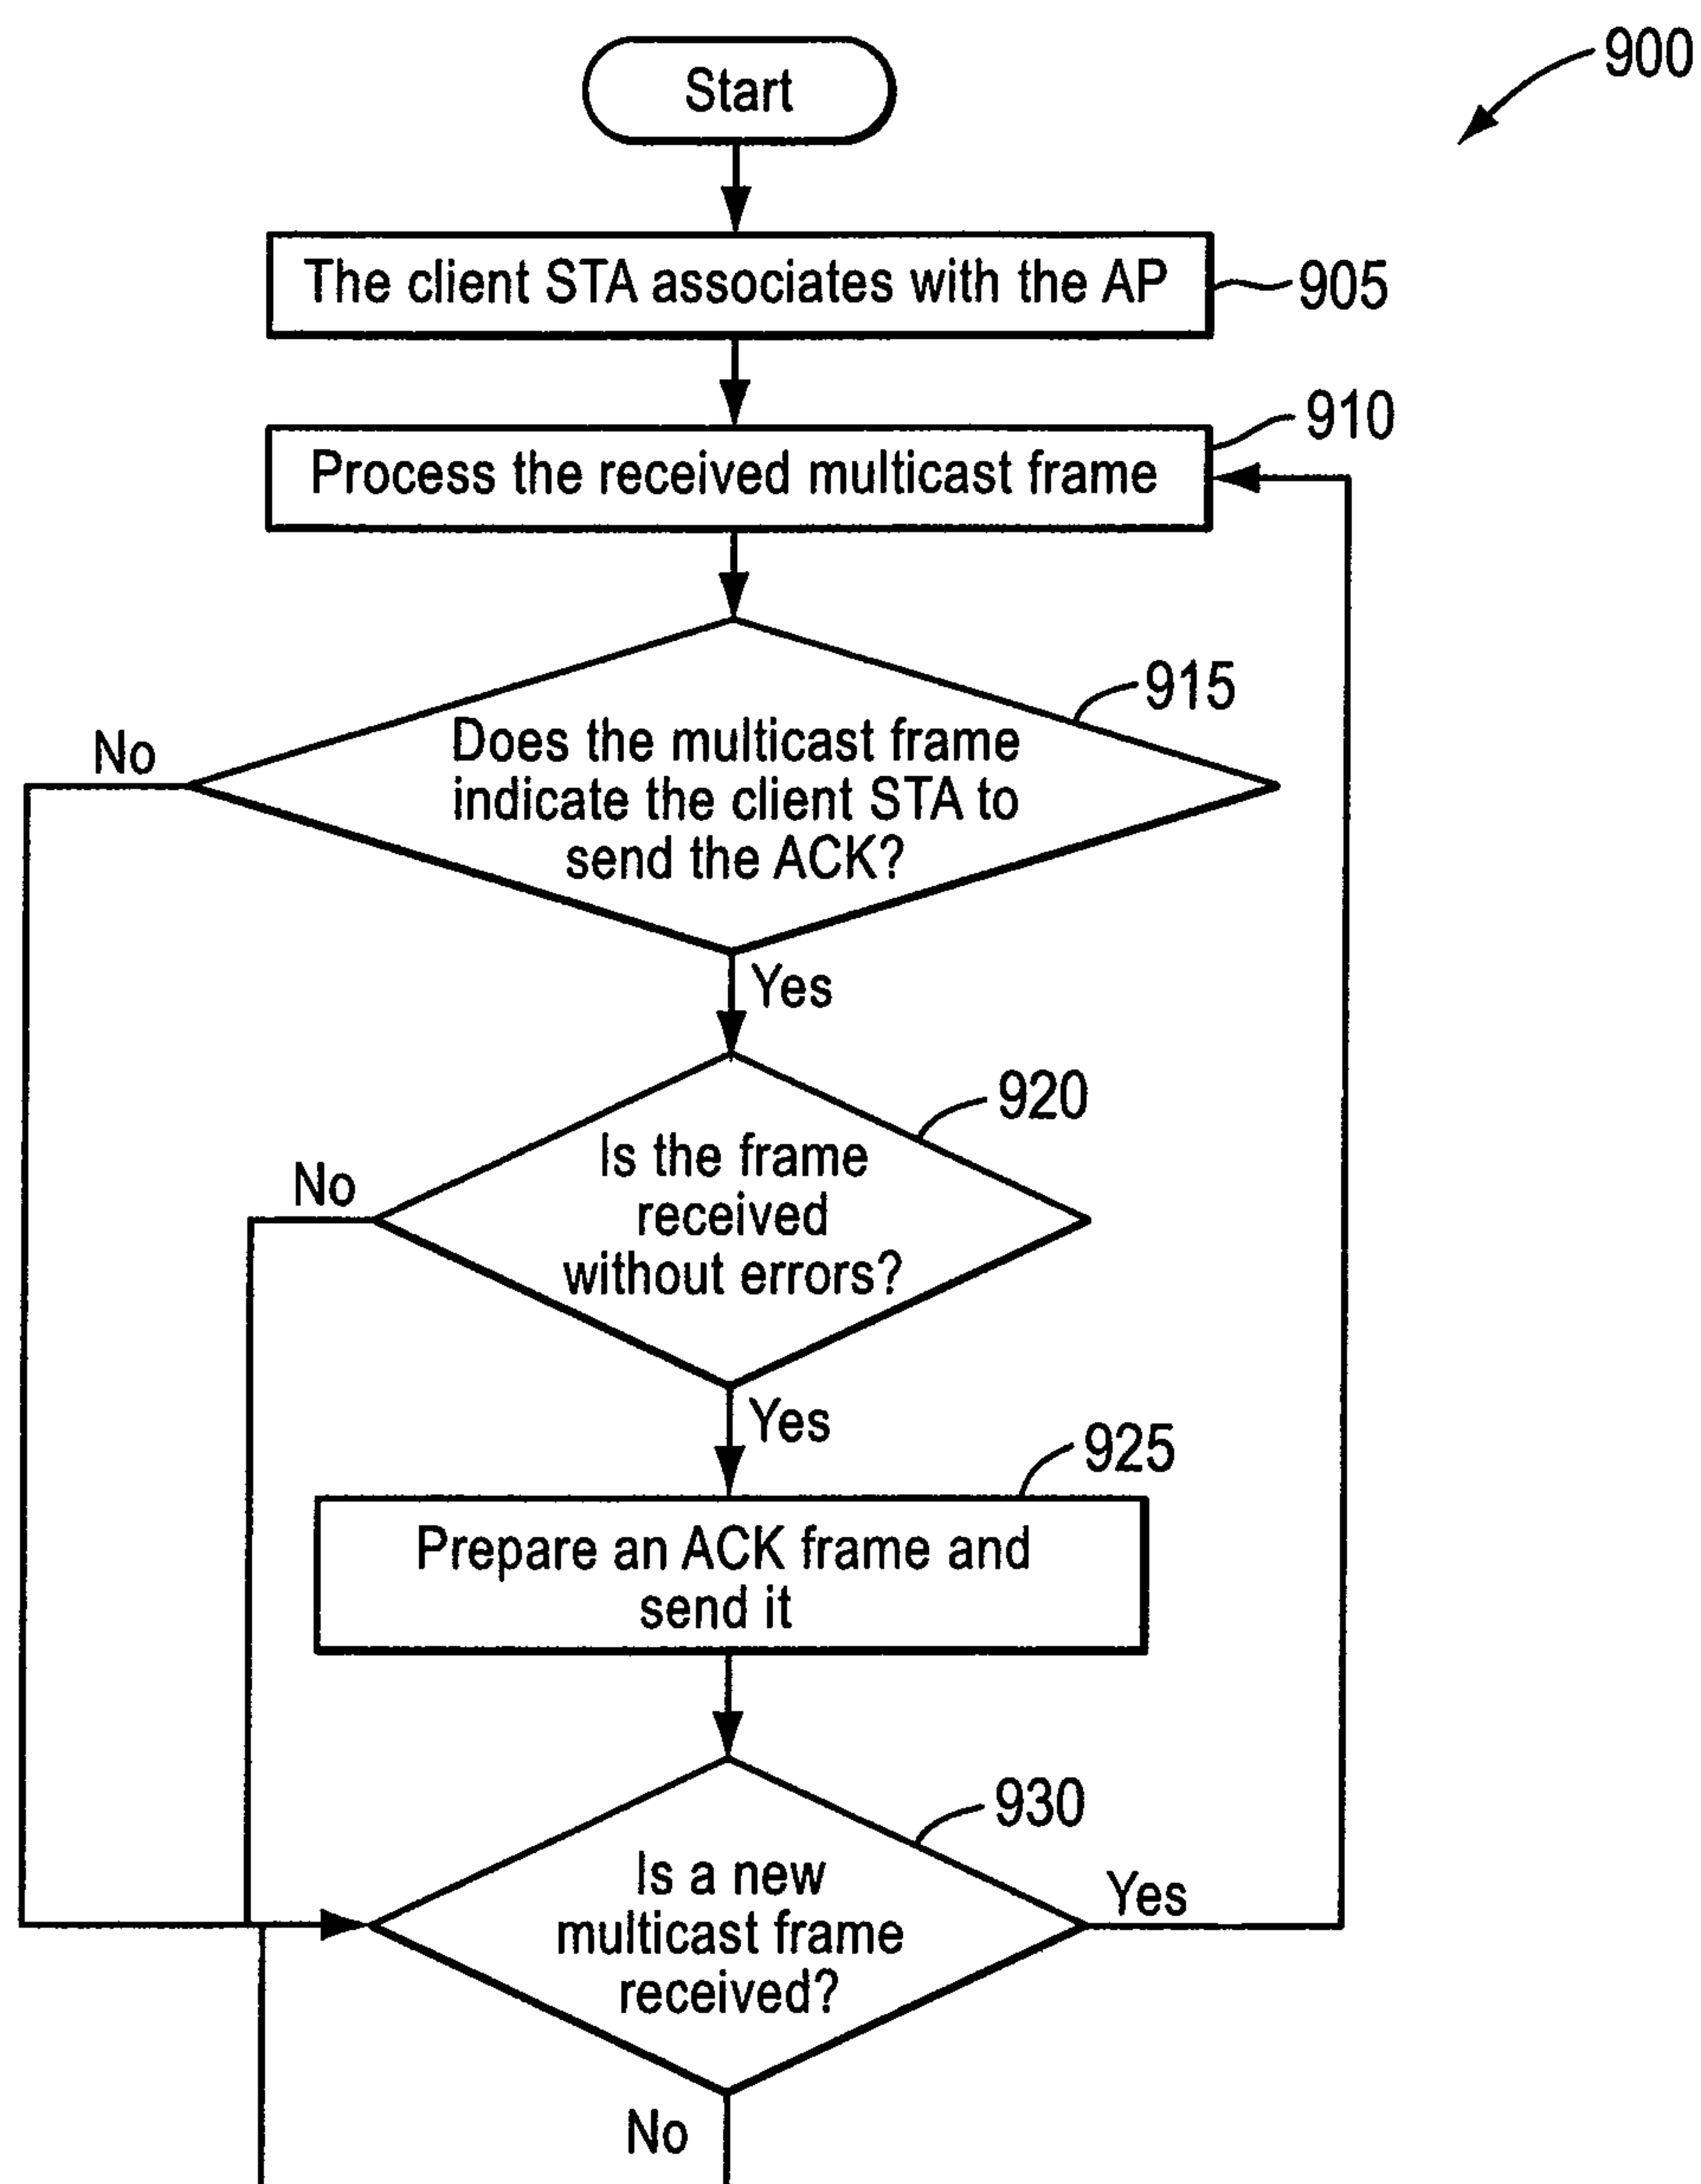 900
Start
The client STA associates with the AP
905
910
Process the received multicast frame
915
No
Does the multicast frame
indicate the client STA to
send the ACK?
Yes
920
No
Is the frame
received
without errors?
Yes
925
Prepare an ACK frame and
send it
930
Is a new
multicast frame
received?
Yes
No